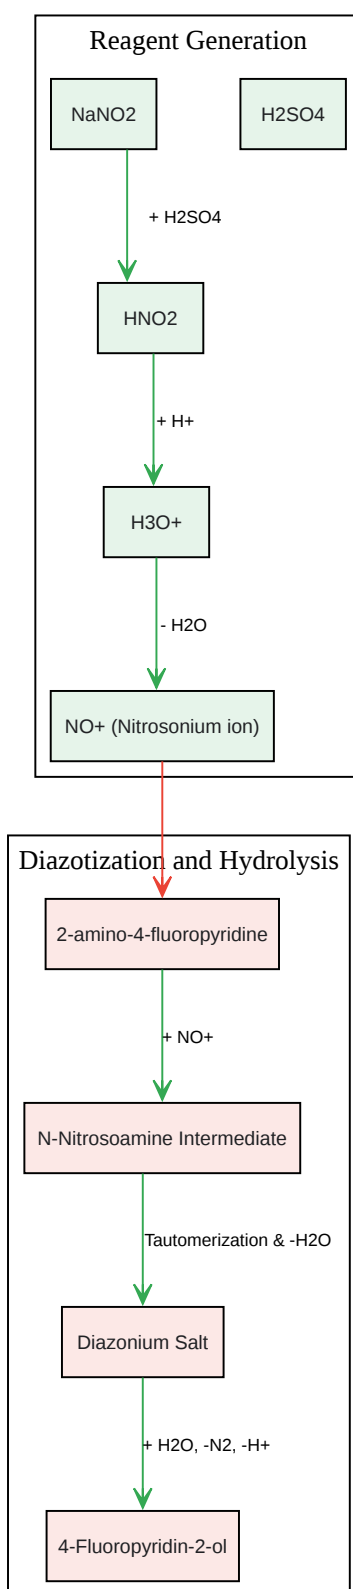 Reagent Generation
NaNO2
H2SO4
+ H2SO4
HNO2
+ H+
H3O+
- H2O
NO+ (Nitrosonium ion)
Diazotization and Hydrolysis
2-amino-4-fluoropyridine
+ NO+
N-Nitrosoamine Intermediate
Tautomerization & -H2O
Diazonium Salt
+ H2O, -N2, -H+
4-Fluoropyridin-2-ol